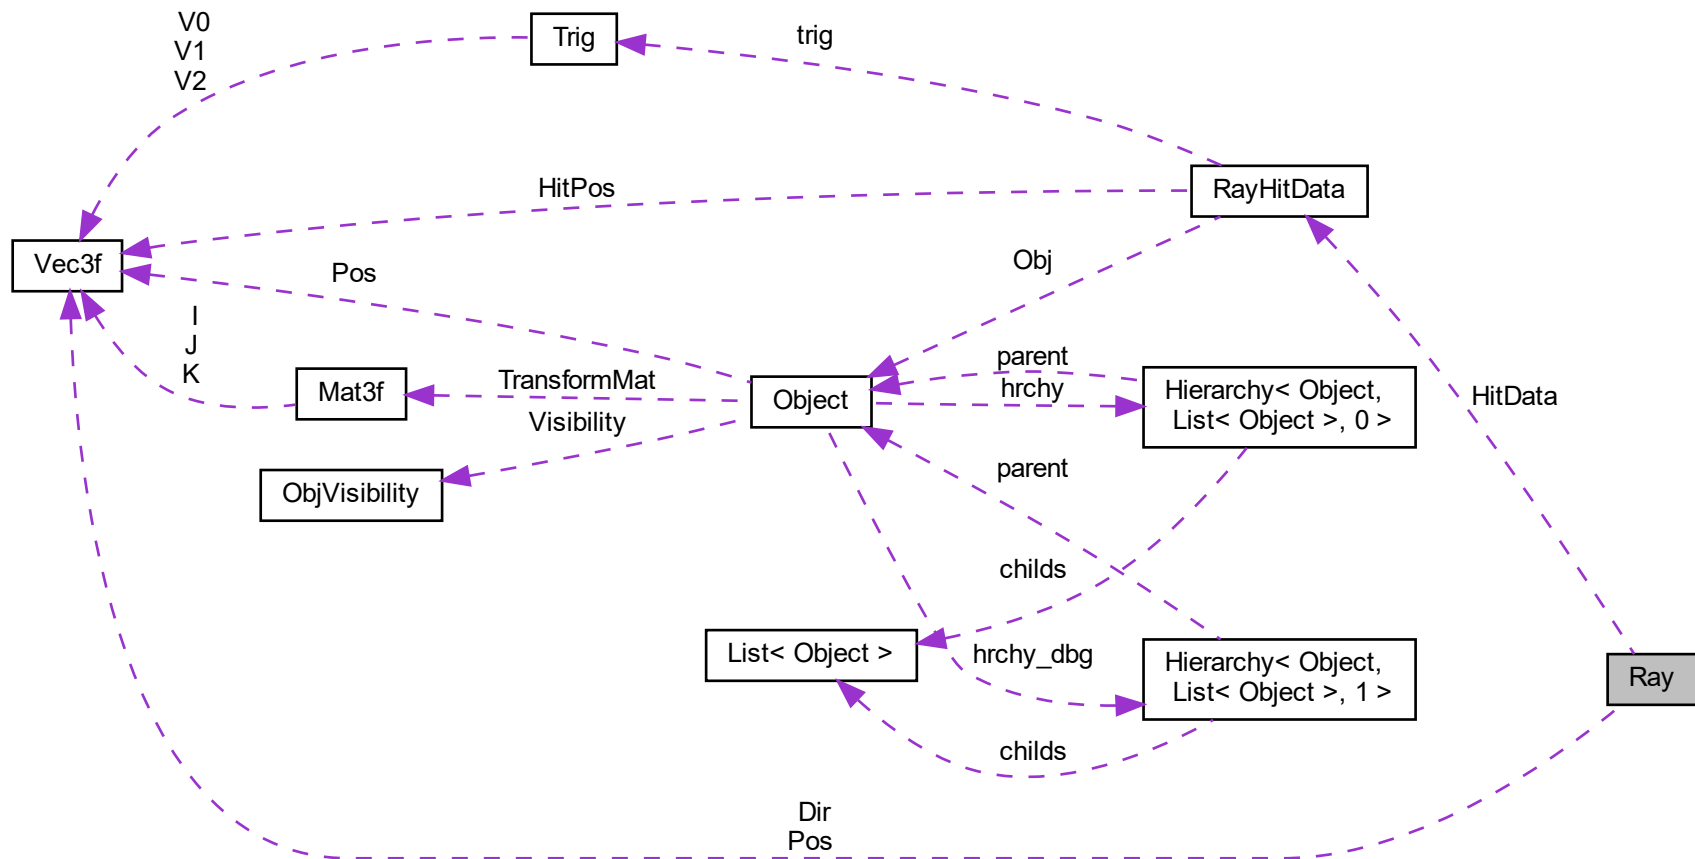 V0
V1
V2
Trig
trig
HitPos
RayHitData
Vec3f
Pos
Obj
I
J
K
Mat3f
TransformMat
Visibility
Object
parent
hrchy
Hierarchy< Object,
List< Object >, 0 >
HitData
ObjVisibility
parent
childs
List< Object >
hrchy_dbg
Hierarchy< Object,
List< Object >, 1 >
Ray
childs
Dir
Pos